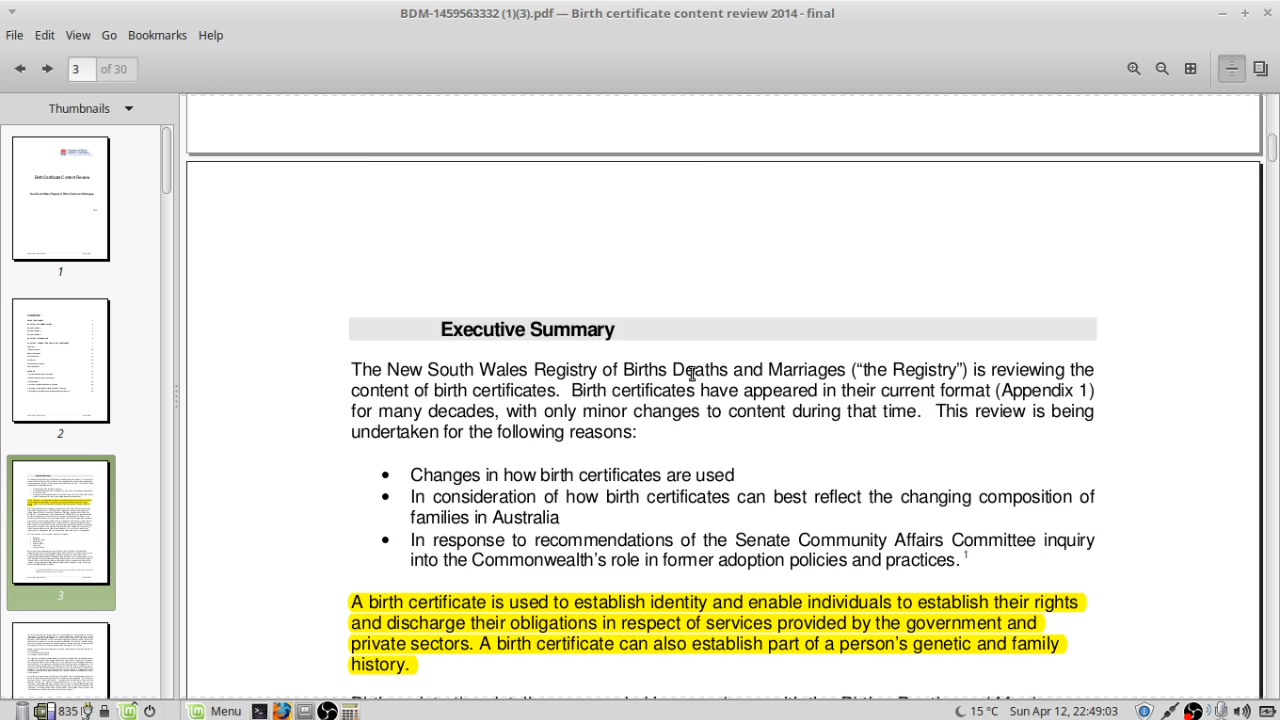 BDM-1459563332 (1)(3).pdf — Birth certificate content review 2014 - final
File Edit View Go Bookmarks Help
3 of 30
Thumbnails
1
2
3
Executive Summary
The New South Wales Registry of Births Deaths and Marriages (“the Registry”) is reviewing the
content of birth certificates. Birth certificates have appeared in their current format (Appendix 1)
for many decades, with only minor changes to content during that time. This review is being
undertaken for the following reasons:
• Changes in how birth certificates are used
• In consideration of how birth certificates can best reflect the changing composition of
families in Australia
• In response to recommendations of the Senate Community Affairs Committee inquiry
into the Commonwealth’s role in former adoption policies and practices. 1
A birth certificate is used to establish identity and enable individuals to establish their rights
and discharge their obligations in respect of services provided by the government and
private sectors. A birth certificate can also establish part of a person’s genetic and family
history.
835 Menu 15 °C Sun Apr 12, 22:49:03